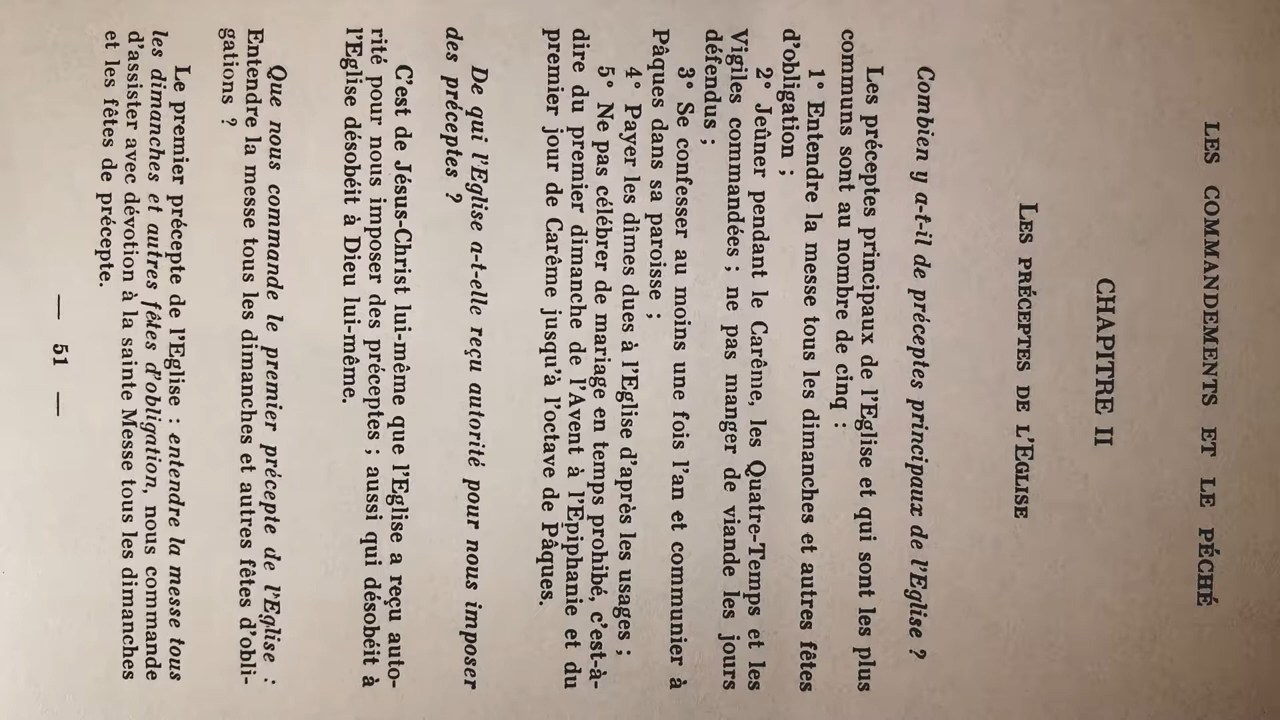 LES COMMANDEMENTS ET LE PÉCHÉ
CHAPITRE II
LES PRÉCEPTES DE L'EGLISE
Combien y a-t-il de préceptes principaux de l'Eglise ?
Les préceptes principaux de l'Eglise et qui sont les plus
communs sont au nombre de cinq :
1° Entendre la messe tous les dimanches et autres fêtes
d'obligation ;
2° Jeûner pendant le Carême, les Quatre-Temps et les
Vigiles commandées ; ne pas manger de viande les jours
défendus ;
3° Se confesser au moins une fois l'an et communier à
Pâques dans sa paroisse ;
4° Payer les dîmes dues à l'Eglise d'après les usages ;
5° Ne pas célébrer de mariage en temps prohibé, c'est-à-
dire du premier dimanche de l'Avent à l'Epiphanie et du
premier jour de Carême jusqu'à l'octave de Pâques.
De qui l'Eglise a-t-elle reçu autorité pour nous imposer
des préceptes ?
C'est de Jésus-Christ lui-même que l'Eglise a reçu auto-
rité pour nous imposer des préceptes ; aussi qui désobéit à
l'Eglise désobéit à Dieu lui-même.
Que nous commande le premier précepte de l'Eglise :
Entendre la messe tous les dimanches et autres fêtes d'obli-
gations ?
Le premier précepte de l'Eglise : entendre la messe tous
les dimanches et autres fêtes d'obligation, nous commande
d'assister avec dévotion à la sainte Messe tous les dimanches
et les fêtes de précepte.
— 51 —